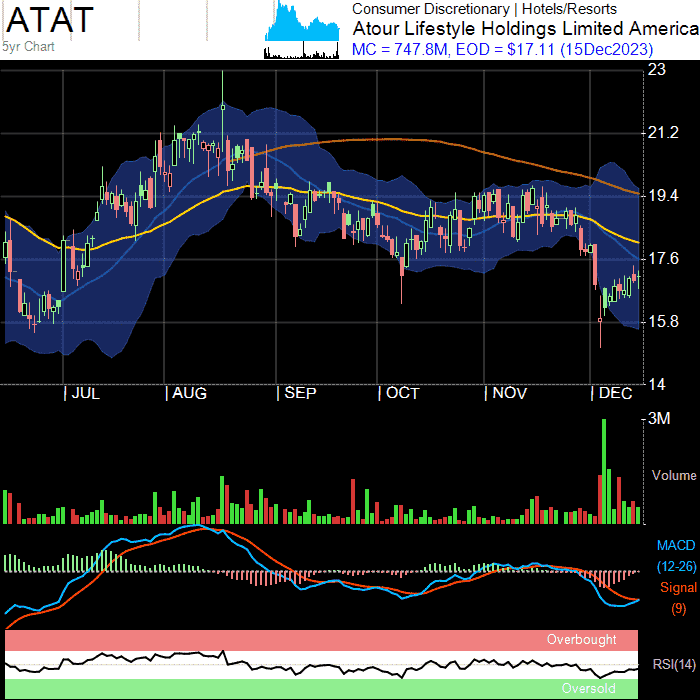 ATAT
5yr Chart
Consumer Discretionary | Hotels/Resorts
Atour Lifestyle Holdings Limited America
MC = 747.8M, EOD = $17.11 (15Dec2023)
23
21.2
19.4
17.6
15.8
14
| JUL | AUG | SEP | OCT | NOV | DEC
3M
Volume
MACD
(12-26)
Signal
(9)
Overbought
RSI(14)
Oversold